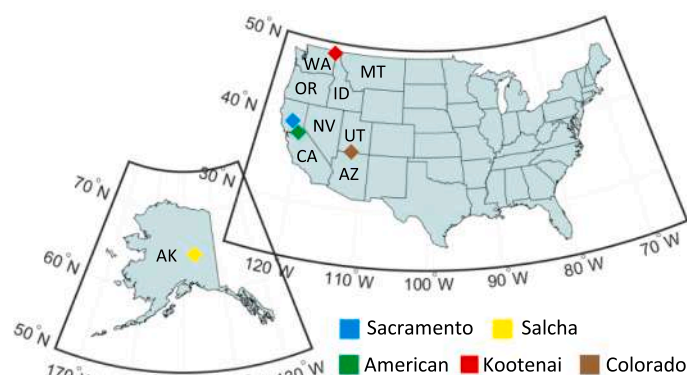 50°N
WA
MT
OR
ID
40°N
NV
UT
CA
AZ
30°N
70°N
AK
60°N
120°W
110°W
100°W
90°W
80°W
70°W
50°N
Sacramento
Salcha
American
Kootenai
Colorado